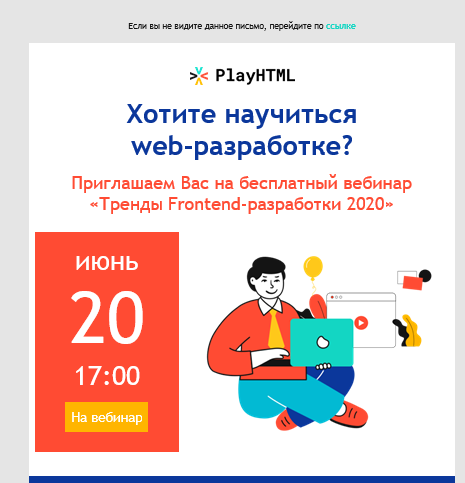 Если вы не видите данное письмо, перейдите по ссылке
PlayHTML
Хотите научиться
web-разработке?
Приглашаем Вас на бесплатный вебинар
«Тренды Frontend-разработки 2020»
ИЮНЬ
20
17:00
На вебинар